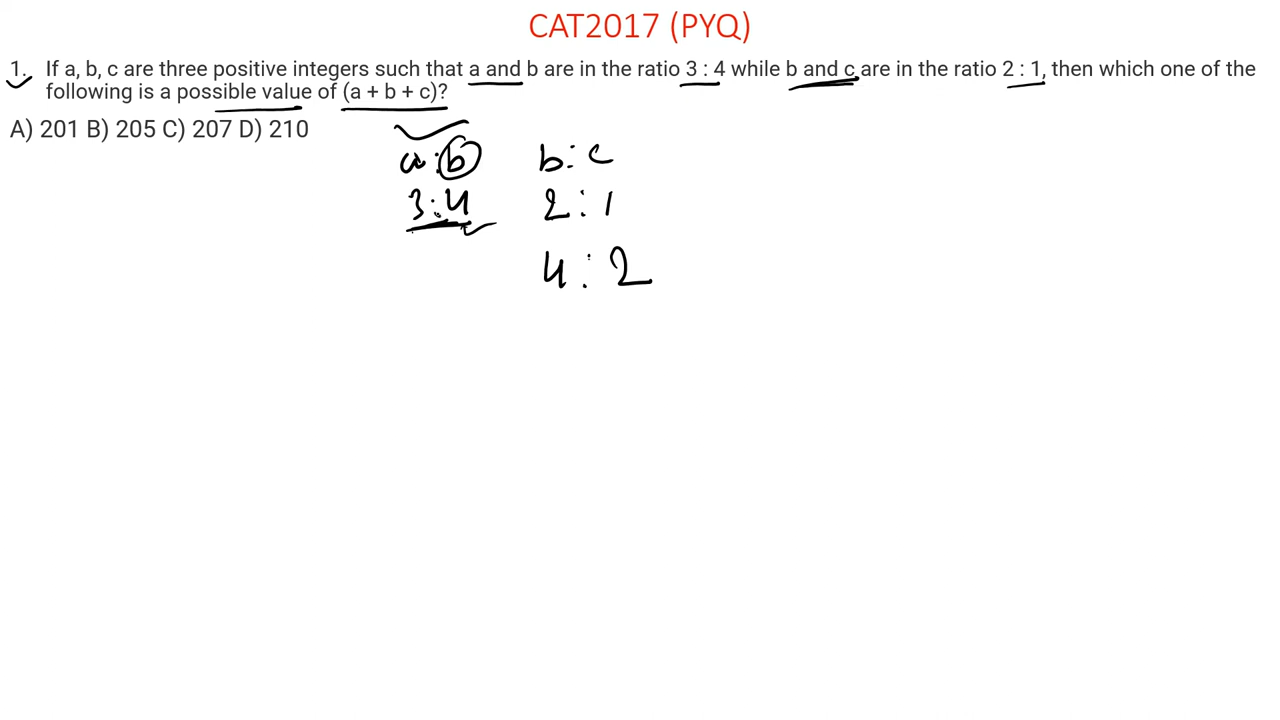 CAT2017 (PYQ)
1. If a, b, c are three positive integers such that a and b are in the ratio 3 : 4 while b and c are in the ratio 2 : 1, then which one of the
following is a possible value of (a + b + c)?
A) 201 B) 205 C) 207 D) 210
a : b b : c
3 : 4 2 : 1
4 : 2